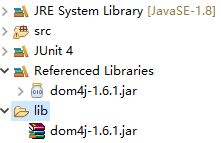 JRE System Library [JavaSE-1.8]
src
JUnit 4
Referenced Libraries
dom4j-1.6.1.jar
lib
dom4j-1.6.1.jar